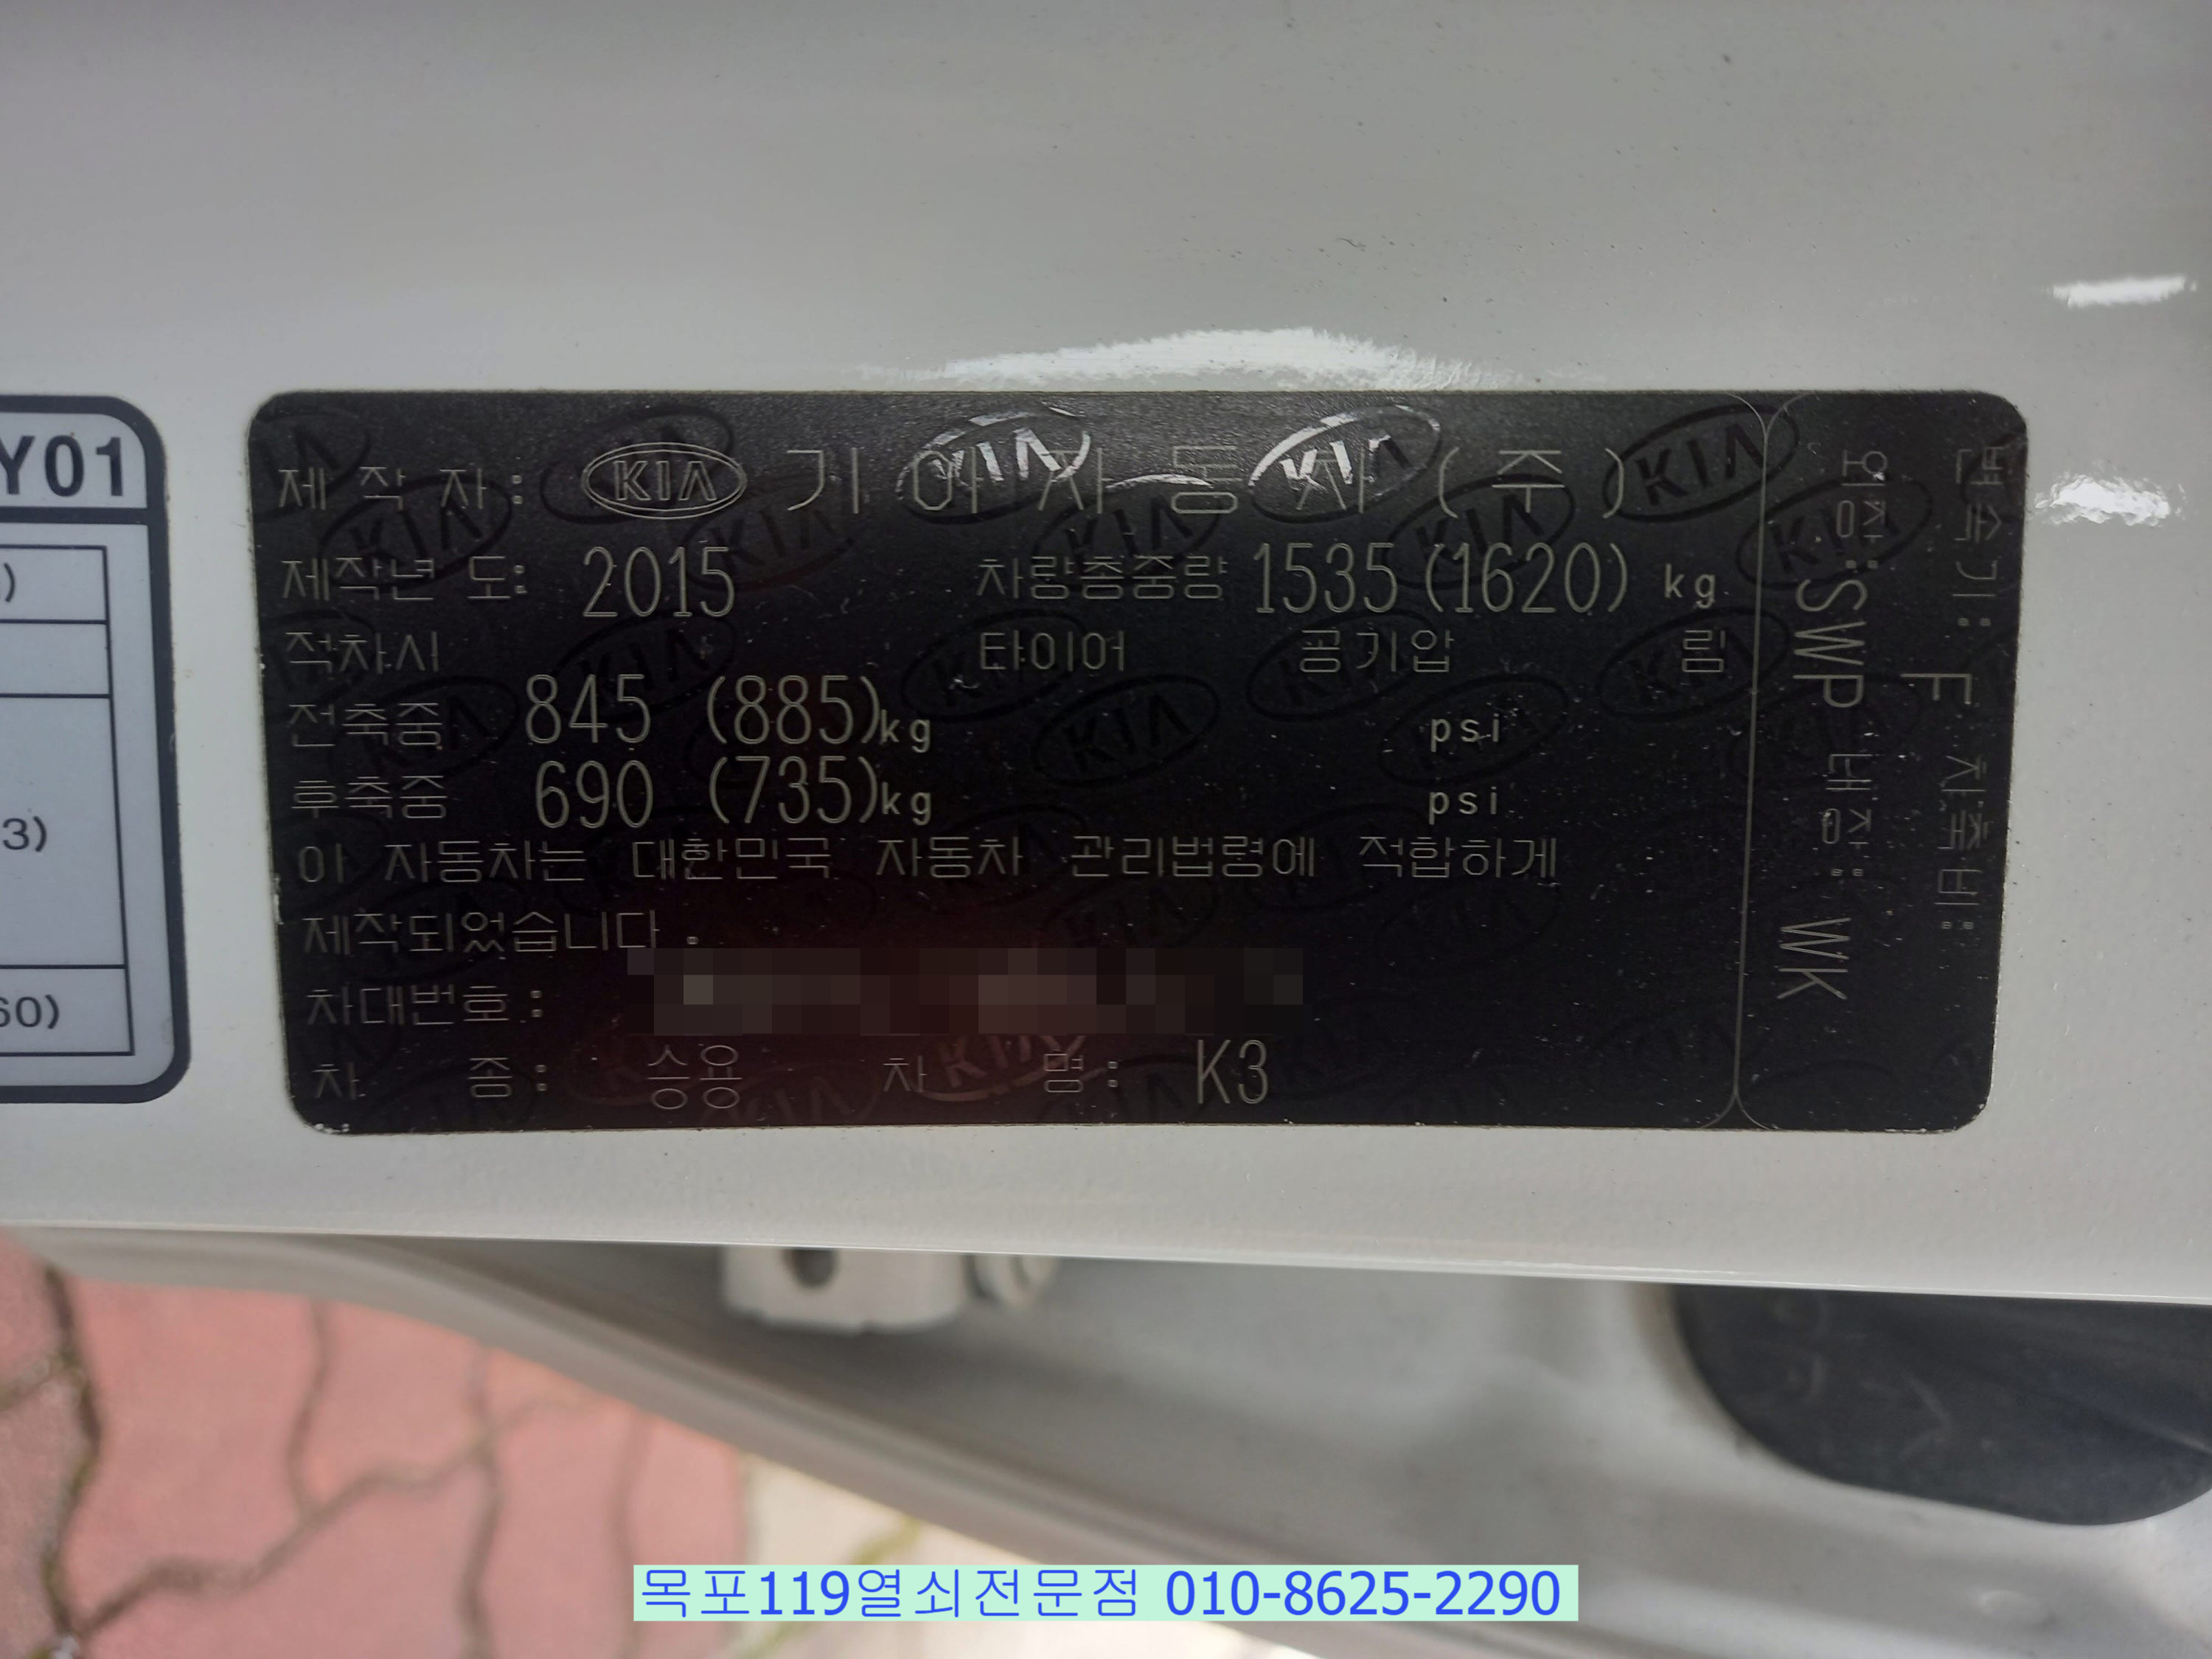 Y01
3)
60)
제 작 자: KIA 기 아 자 동 차 (주)
제작년 도: 2015 차량총중량 1535 (1620) kg
적차시 타이어 공기압 림
전축중 845 (885)kg psi
후축중 690 (735)kg psi
이 자동차는 대한민국 자동차 관리법령에 적합하게
제작되었습니다.
차대번호:
차 종: 승용 차 명: K3
변속기: F 치축비:
외장:SWP 내장: WK
목포119열쇠전문점 010-8625-2290